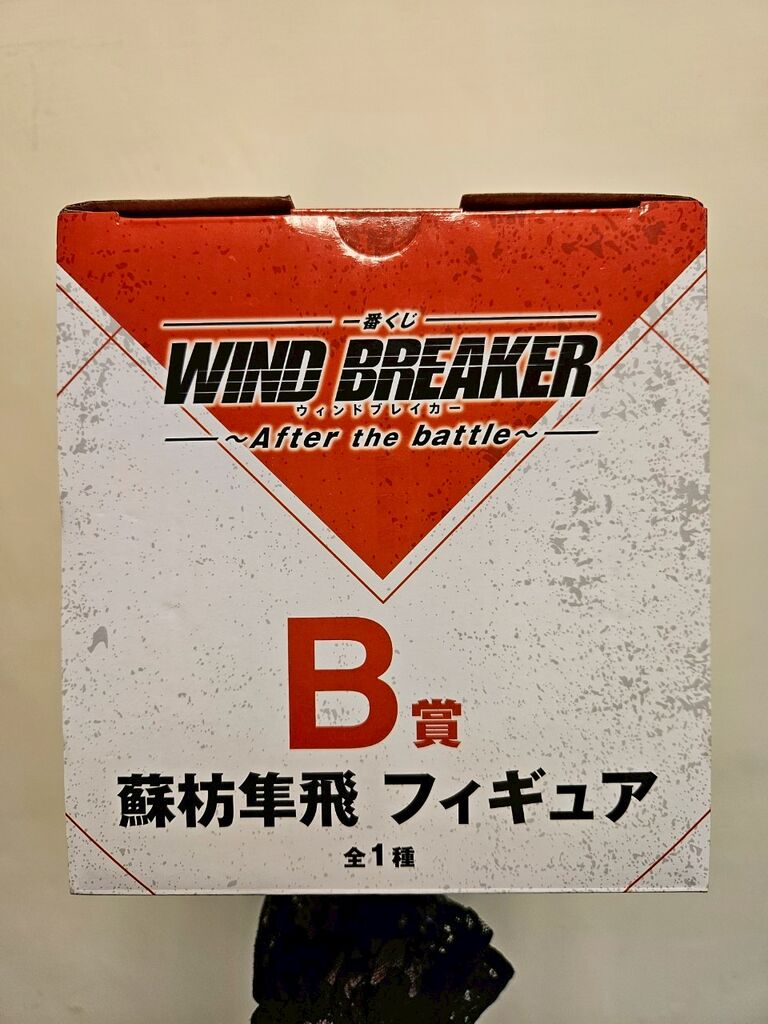 一番くじ
WIND BREAKER
ウィンドブレイカー
～After the battle～
B賞
蘇枋隼飛 フィギュア
全1種